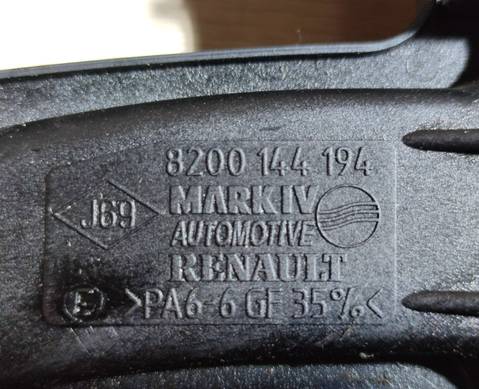 8200 144 194
J69 MARK IV
AUTOMOTIVE
RENAULT
E >PA6-6 GF 35%<